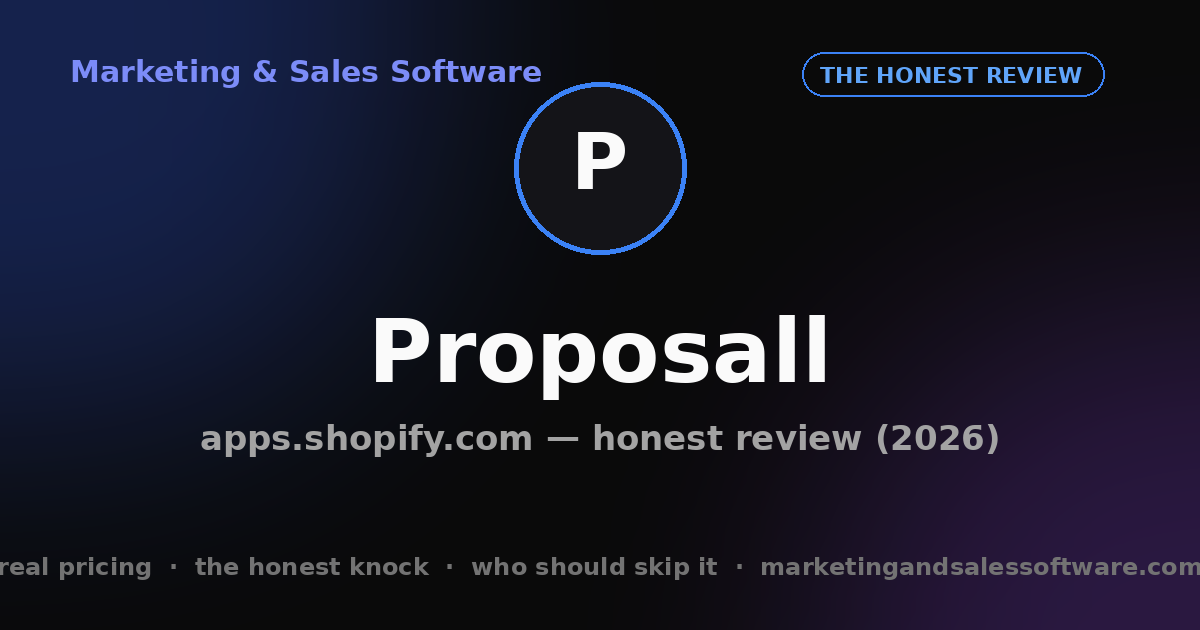 Marketing & Sales Software
THE HONEST REVIEW
P
Proposall
apps.shopify.com — honest review (2026)
real pricing · the honest knock · who should skip it · marketingandsalessoftware.com